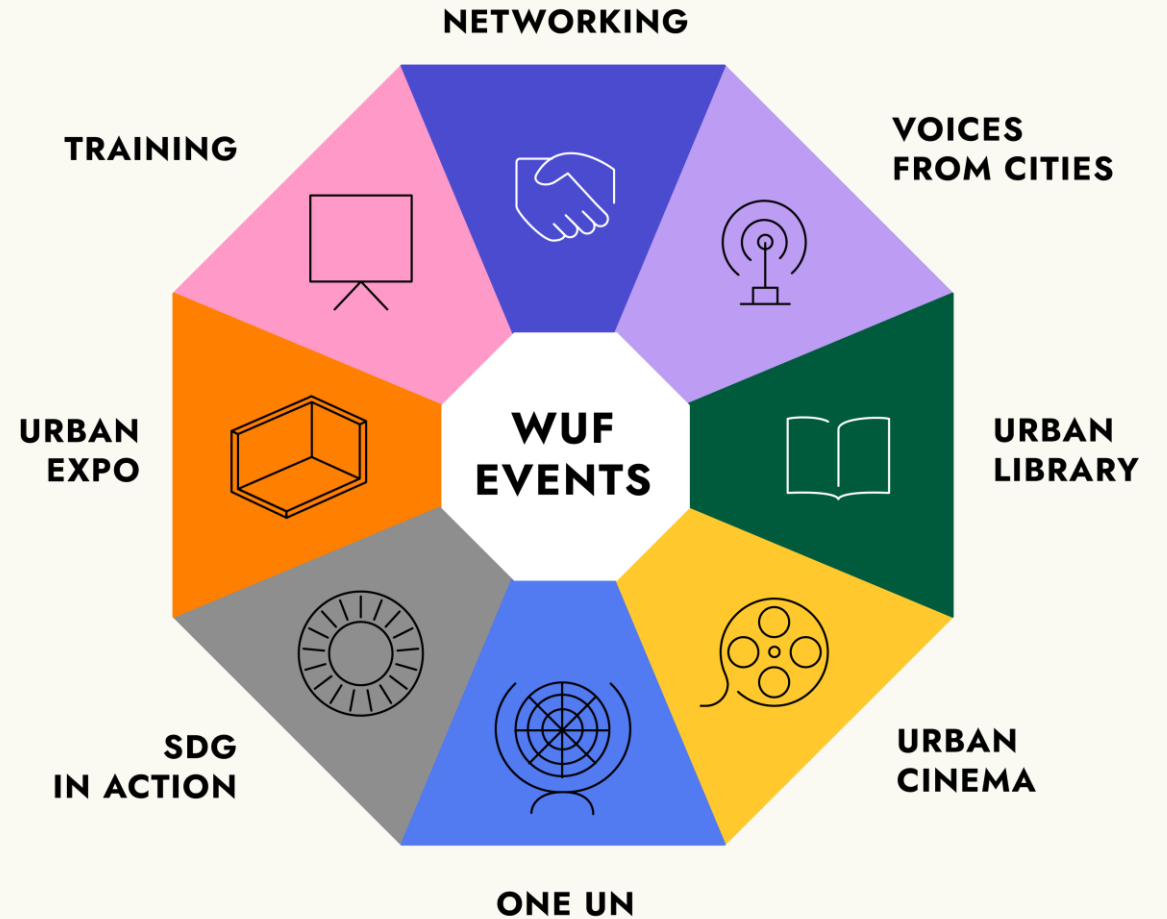 NETWORKING
TRAINING
VOICES
FROM CITIES
URBAN
EXPO
WUF
EVENTS
URBAN
LIBRARY
SDG
IN ACTION
URBAN
CINEMA
ONE UN